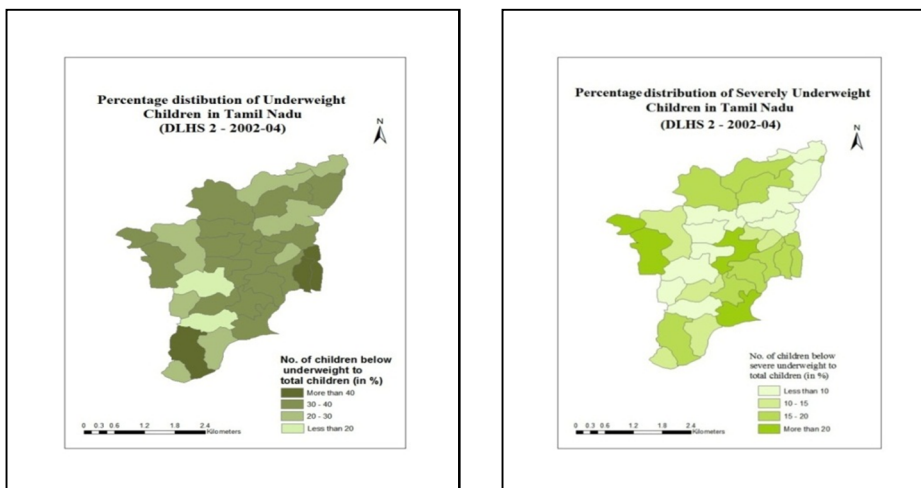 Percentage distibution of Underweight
Children in Tamil Nadu
(DLHS 2 - 2002-04)
N
No. of children below
underweight to
total children (in %)
More than 40
30 - 40
20 - 30
Less than 20
0 0.3 0.6 1.2 1.8 2.4
Kilometers
Percentage distribution of Severely Underweight
Children in Tamil Nadu
(DLHS 2 - 2002-04)
N
No. of children below
severe underweight to
total children (in %)
Less than 10
10 - 15
15 - 20
More than 20
0 0.3 0.6 1.2 1.8 2.4
Kilometers